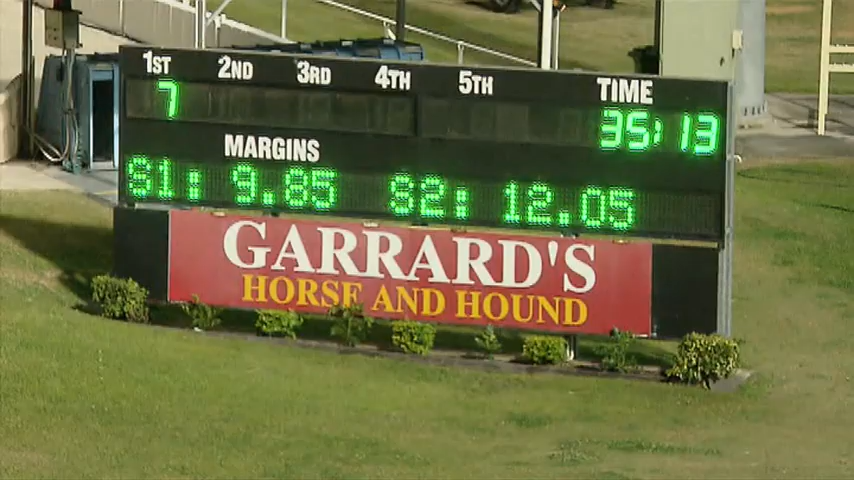 1ST 2ND 3RD 4TH 5TH TIME
7 35:13
MARGINS
S1: 9.85 S2: 12.05
GARRARD'S
HORSE AND HOUND